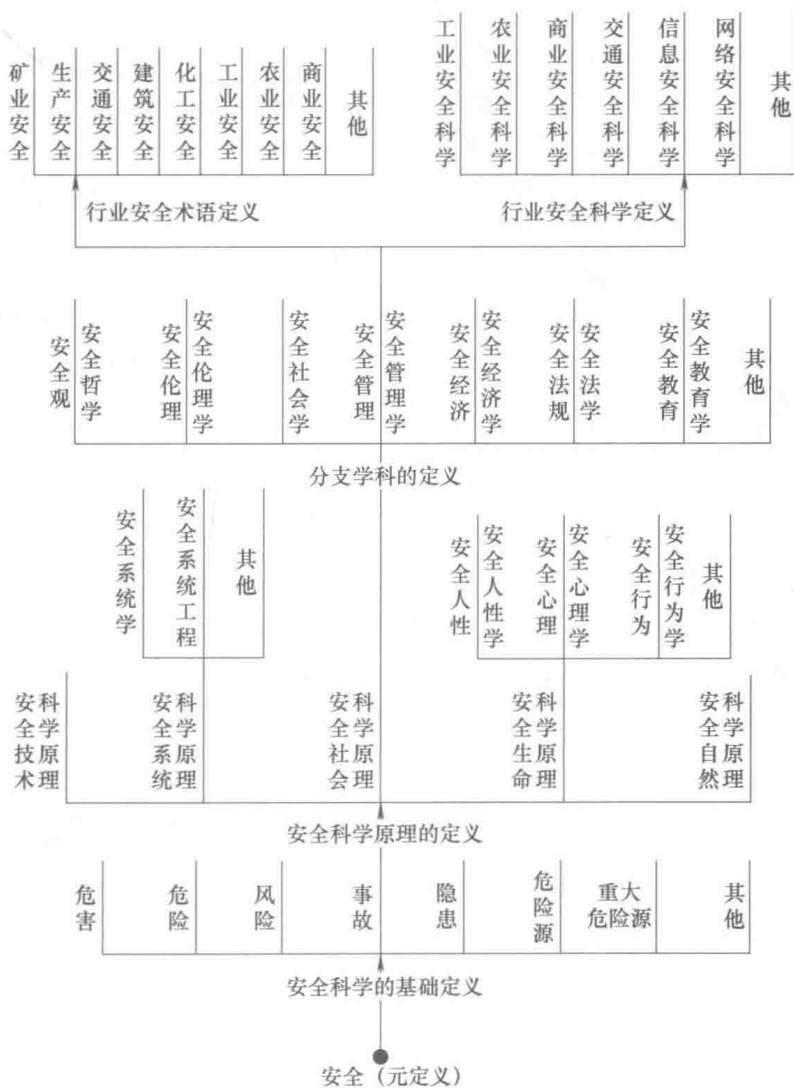 矿业安全
生产安全
交通安全
建筑安全
化工安全
工业安全
农业安全
商业安全
其他
工业安全科学
农业安全科学
商业安全科学
交通安全科学
信息安全科学
网络安全科学
其他
行业安全术语定义
行业安全科学定义
安全观
安全哲学
安全伦理
安全伦理学
安全社会学
安全管理
安全管理学
安全经济
安全经济学
安全法规
安全法学
安全教育
安全教育学
其他
分支学科的定义
安全系统学
安全系统工程
其他
安全人性
安全人性学
安全心理
安全心理学
安全行为
安全行为学
其他
安全技术
科学原理
安全系统
科学原理
安全社会
科学原理
安全生命
科学原理
安全自然
科学原理
安全科学原理的定义
危害
危险
风险
事故
隐患
危险源
重大
危险源
其他
安全科学的基础定义
安全（元定义）